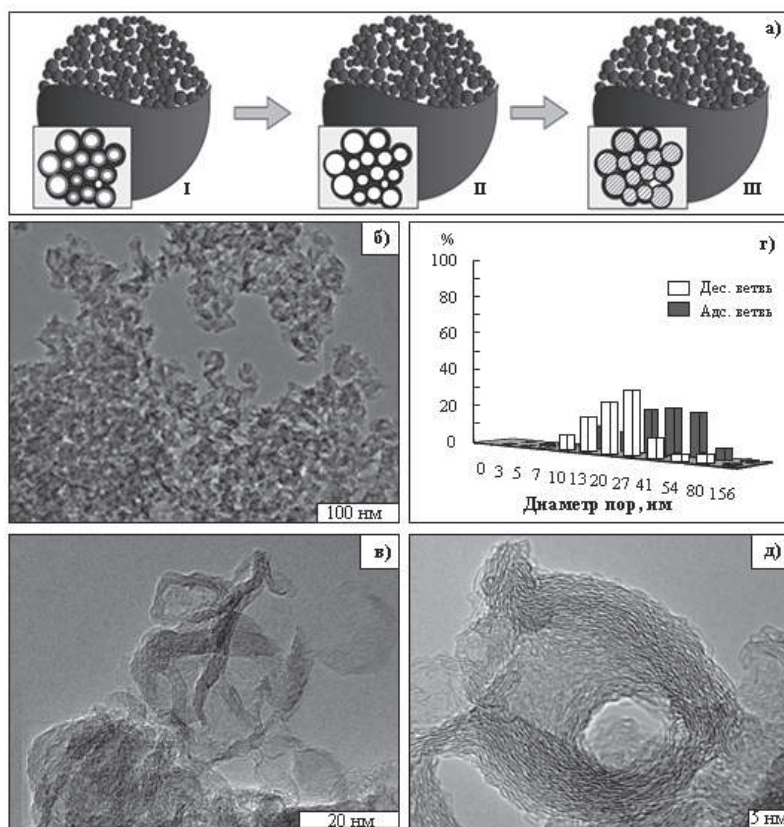 а)
I
II
III
б)
100 нм
г)
%
100
80
60
40
20
0
Дес. ветвь
Адс. ветвь
0 3 5 7 10 13 20 27 41 54 80 156
Диаметр пор, нм
в)
20 нм
д)
5 нм